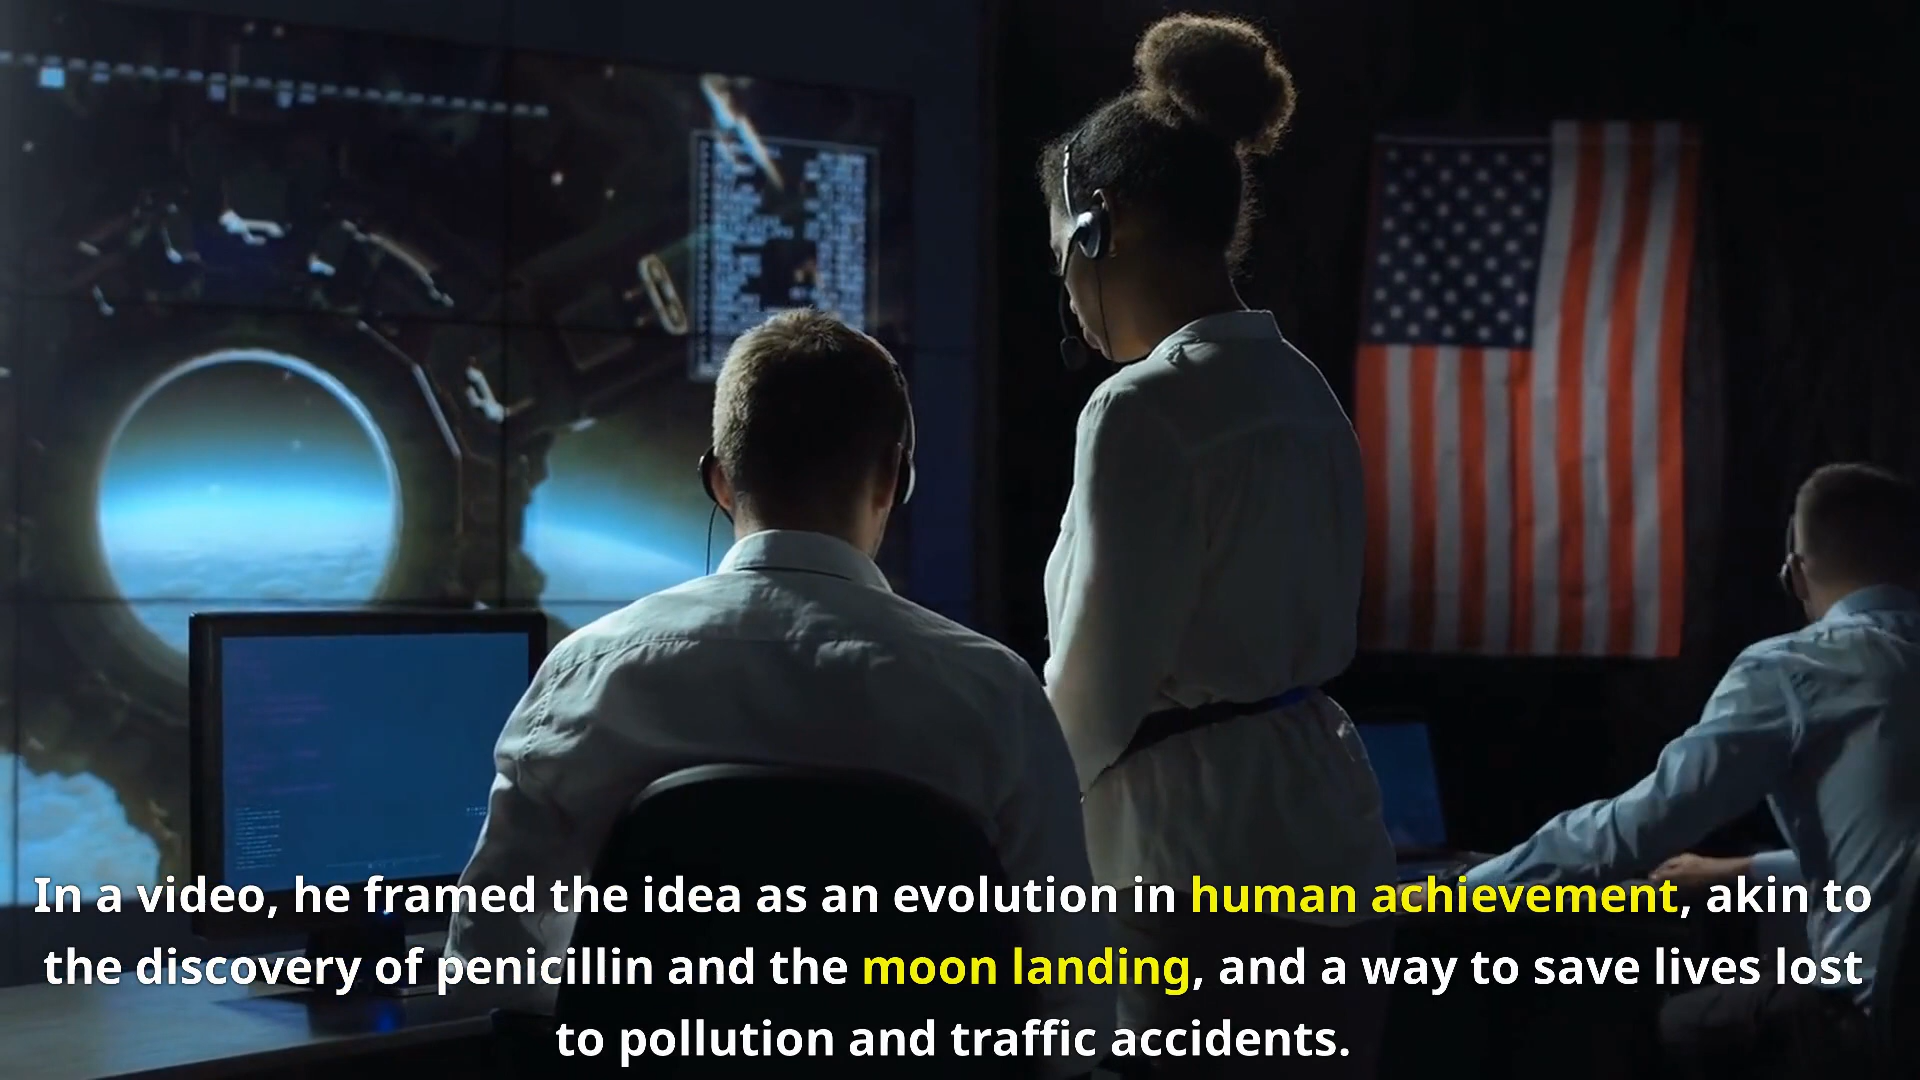 In a video, he framed the idea as an evolution in human achievement, akin to
the discovery of penicillin and the moon landing, and a way to save lives lost
to pollution and traffic accidents.